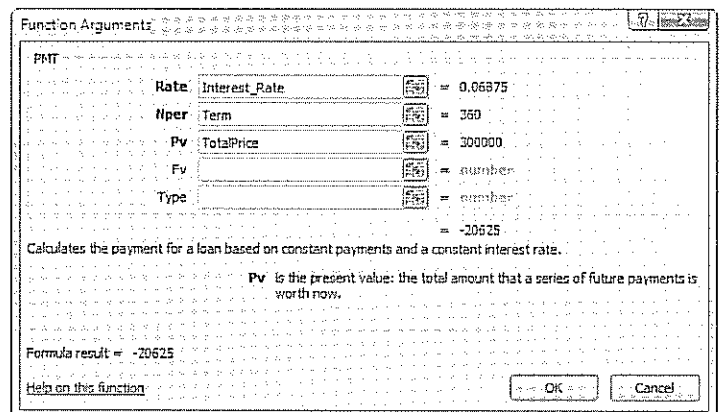 Function Arguments
PMT
Rate Interest_Rate = 0.06875
Nper Term = 360
Pv TotalPrice = 300000
Fv = number
Type = number
= -20625
Calculates the payment for a loan based on constant payments and a constant interest rate.
Pv is the present value: the total amount that a series of future payments is
worth now.
Formula result = -20625
Help on this function
OK
Cancel